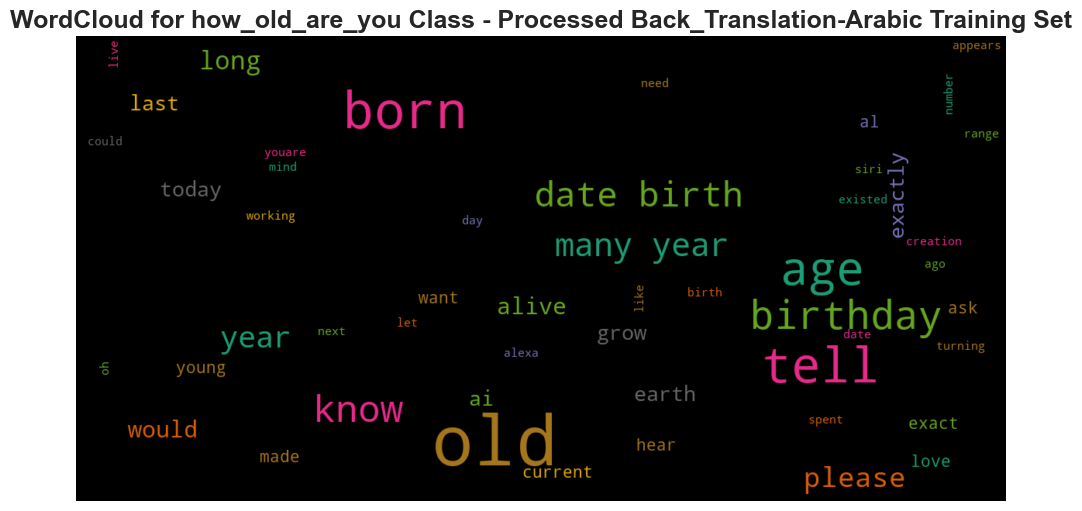 WordCloud for how_old_are_you Class - Processed Back_Translation-Arabic Training Set
live
long
appears
need
number
last
born
al
could
range
youare
mind
siri
exactly
today
date birth
existed
working
day
many year
creation
age
ago
want
alive
like
birth
birthday
ask
let
next
year
grow
date
turning
alexa
oh
young
tell
earth
ai
know
old
spent
exact
would
made
hear
love
current
please